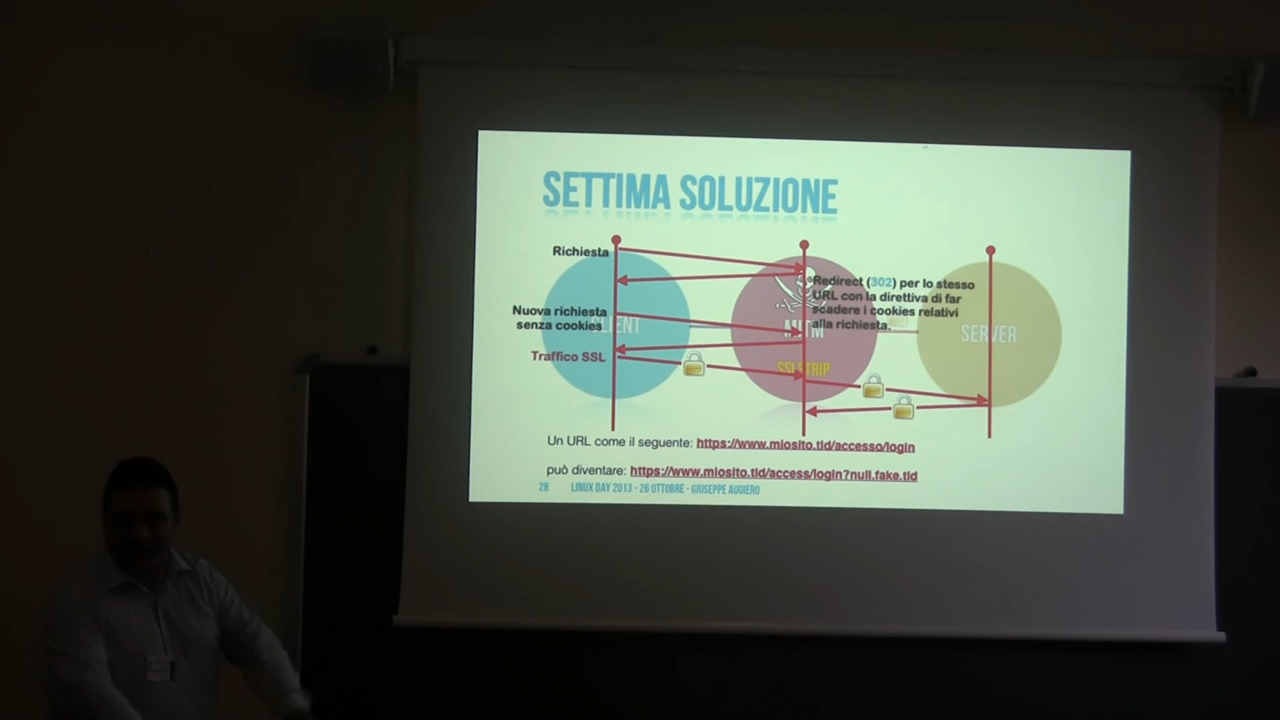 SETTIMA SOLUZIONE
Richiesta
Redirect (302) per lo stesso
URL con la direttiva di far
scadere i cookies relativi
alla richiesta.
Nuova richiesta
senza cookies
CLIENT
MITM
SERVER
Traffico SSL
SSLSTRIP
Un URL come il seguente: https://www.miosito.tld/accesso/login
può diventare: https://www.miosito.tld/access/login?null.fake.tld
28 LINUX DAY 2013 - 26 OTTOBRE - GIUSEPPE AUGIERO